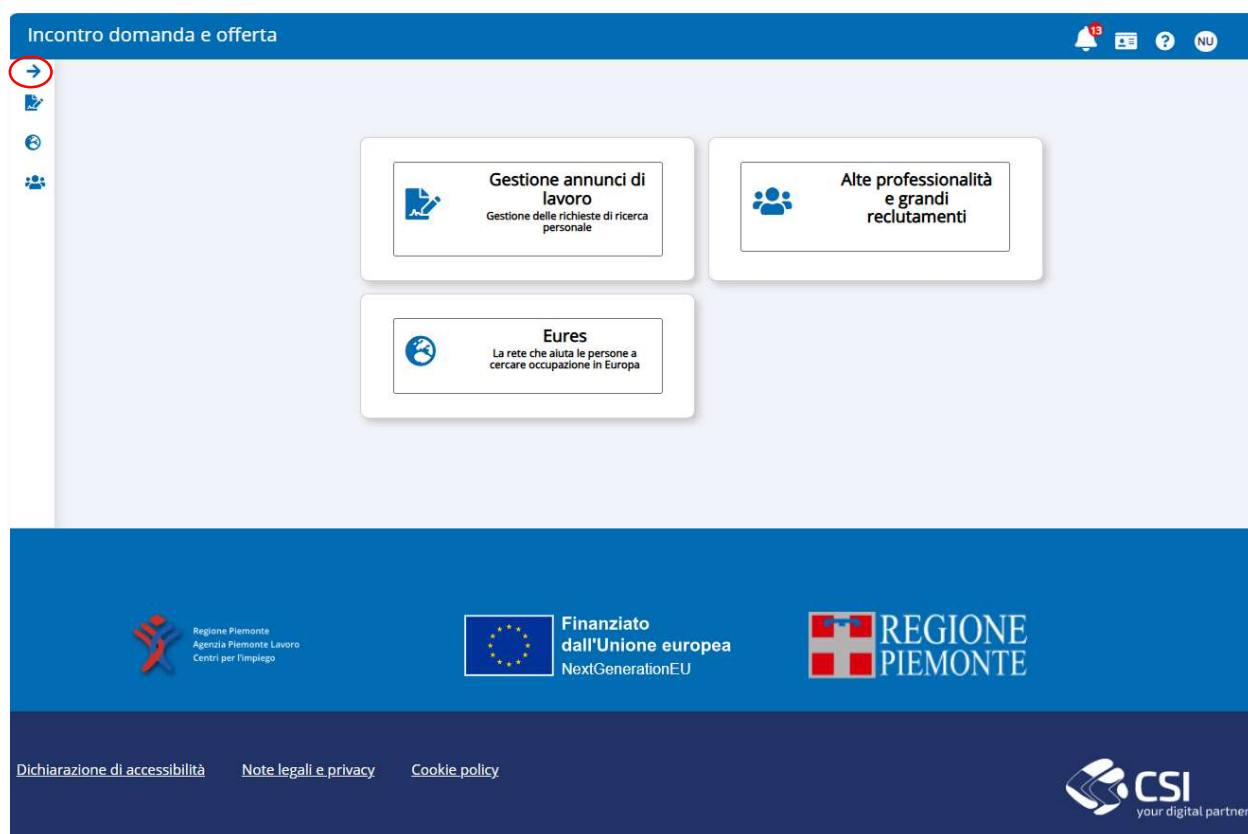 Incontro domanda e offerta
13
?
NU
Gestione annunci di
lavoro
Gestione delle richieste di ricerca
personale
Alte professionalità
e grandi
reclutamenti
Eures
La rete che aiuta le persone a
cercare occupazione in Europa
Regione Piemonte
Agenzia Piemonte Lavoro
Centri per l'impiego
Finanziato
dall'Unione europea
NextGenerationEU
REGIONE
PIEMONTE
Dichiarazione di accessibilità
Note legali e privacy
Cookie policy
CSI
your digital partner